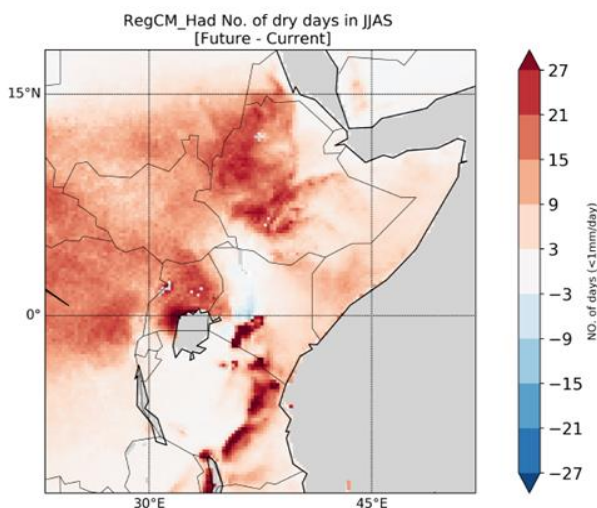 RegCM_Had No. of dry days in JJAS
[Future - Current]
15°N
0°
30°E
45°E
27
21
15
9
3
−3
−9
−15
−21
−27
NO. of days (<1mm/day)